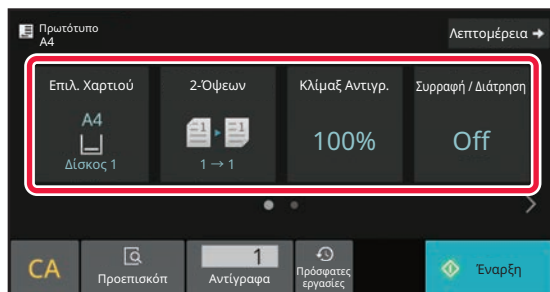 Πρωτότυπο
A4
Λεπτομέρεια
Επιλ. Χαρτιού
2-Όψεων
Κλίμαξ Αντιγρ.
Συρραφή / Διάτρηση
A4
Δίσκος 1
1 → 1
100%
Off
CA
Προεπισκόπ
1
Αντίγραφα
Πρόσφατες
εργασίες
Έναρξη